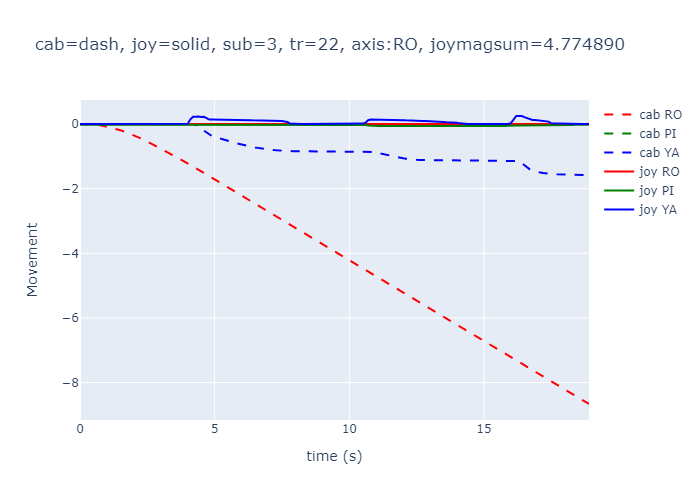 cab=dash, joy=solid, sub=3, tr=22, axis:RO, joymagsum=4.774890
cab RO
cab PI
cab YA
joy RO
joy PI
joy YA
Movement
0
−2
−4
−6
−8
0
5
10
15
time (s)